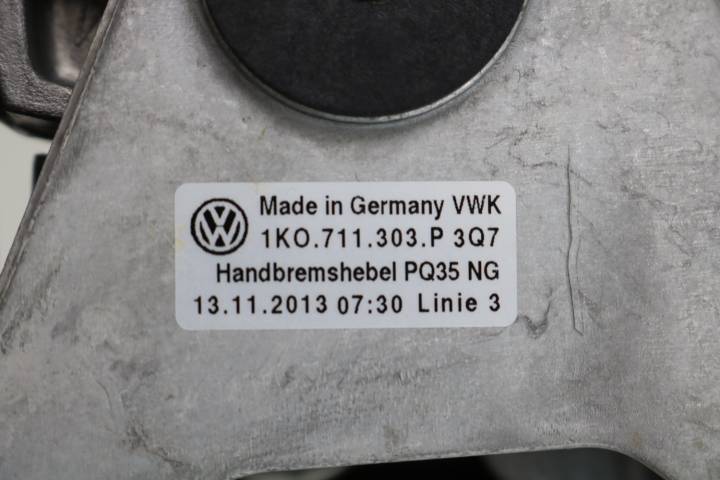 Made in Germany VWK
1K0.711.303.P 3Q7
Handbremshebel PQ35 NG
13.11.2013 07:30 Linie 3